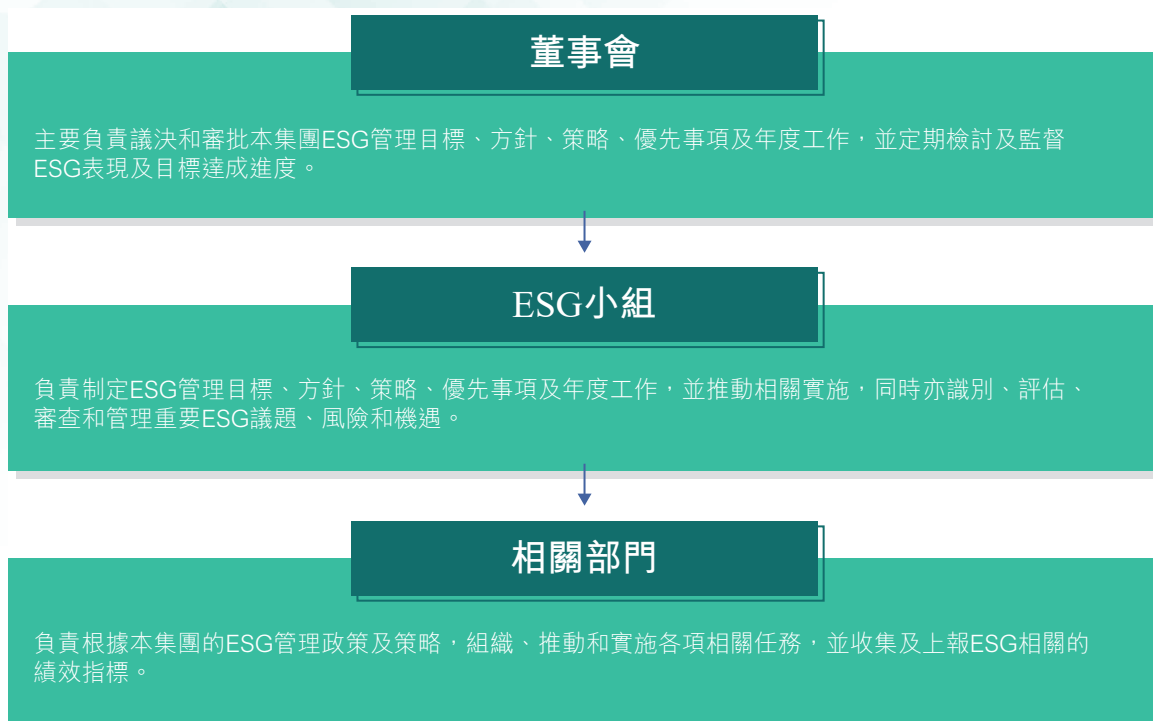 董事會
主要負責議決和審批本集團ESG管理目標、方針、策略、優先事項及年度工作，並定期檢討及監督
ESG表現及目標達成進度。
ESG小組
負責制定ESG管理目標、方針、策略、優先事項及年度工作，並推動相關實施，同時亦識別、評估、
審查和管理重要ESG議題、風險和機遇。
相關部門
負責根據本集團的ESG管理政策及策略，組織、推動和實施各項相關任務，並收集及上報ESG相關的
績效指標。